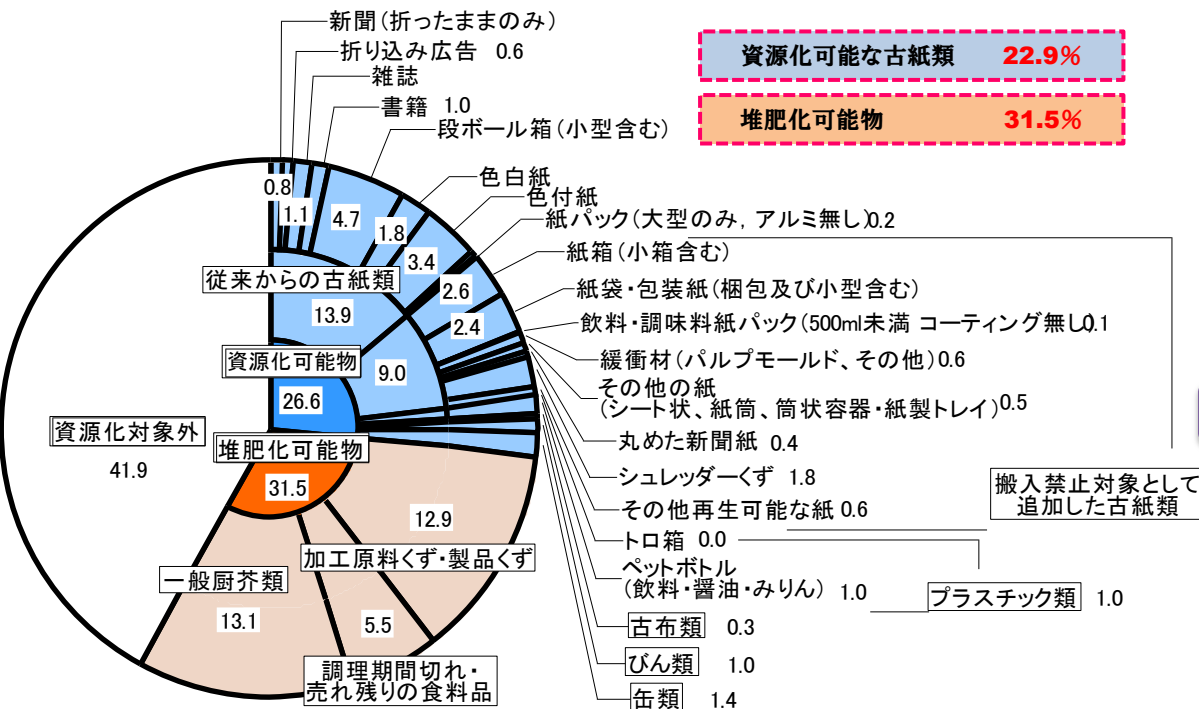 新聞(折ったままのみ)
折り込み広告 0.6
雑誌
書籍 1.0
段ボール箱(小型含む)
資源化可能な古紙類 22.9%
堆肥化可能物 31.5%
色白紙
色付紙
紙パック(大型のみ, アルミ無し)0.2
紙箱(小箱含む)
紙袋・包装紙(梱包及び小型含む)
飲料・調味料紙パック(500ml未満 コーティング無し)0.1
緩衝材(パルプモールド、その他)0.6
その他の紙
(シート状、紙筒、筒状容器・紙製トレイ)0.5
丸めた新聞紙 0.4
シュレッダーくず 1.8
その他再生可能な紙 0.6
トロ箱 0.0
ペットボトル
(飲料・醤油・みりん) 1.0
古布類 0.3
びん類 1.0
缶類 1.4
搬入禁止対象として
追加した古紙類
プラスチック類 1.0
0.8
1.1
4.7
1.8
3.4
2.6
2.4
従来からの古紙類
13.9
9.0
資源化可能物
26.6
資源化対象外
41.9
堆肥化可能物
31.5
12.9
加工原料くず・製品くず
一般厨芥類
13.1
5.5
調理期間切れ・
売れ残りの食料品